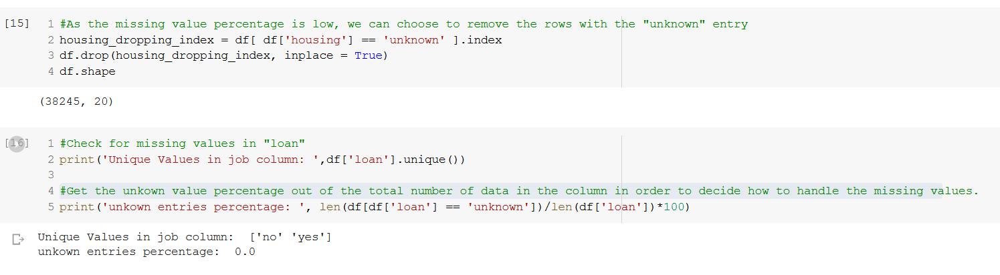 [15] 1 #As the missing value percentage is low, we can choose to remove the rows with the "unknown" entry
2 housing_dropping_index = df[ df['housing'] == 'unknown' ].index
3 df.drop(housing_dropping_index, inplace = True)
4 df.shape
(38245, 20)
[16] 1 #Check for missing values in "loan"
2 print('Unique Values in job column: ',df['loan'].unique())
3
4 #Get the unkown value percentage out of the total number of data in the column in order to decide how to handle the missing values.
5 print('unkown entries percentage: ', len(df[df['loan'] == 'unknown'])/len(df['loan'])*100)
Unique Values in job column:  ['no' 'yes']
unkown entries percentage:  0.0